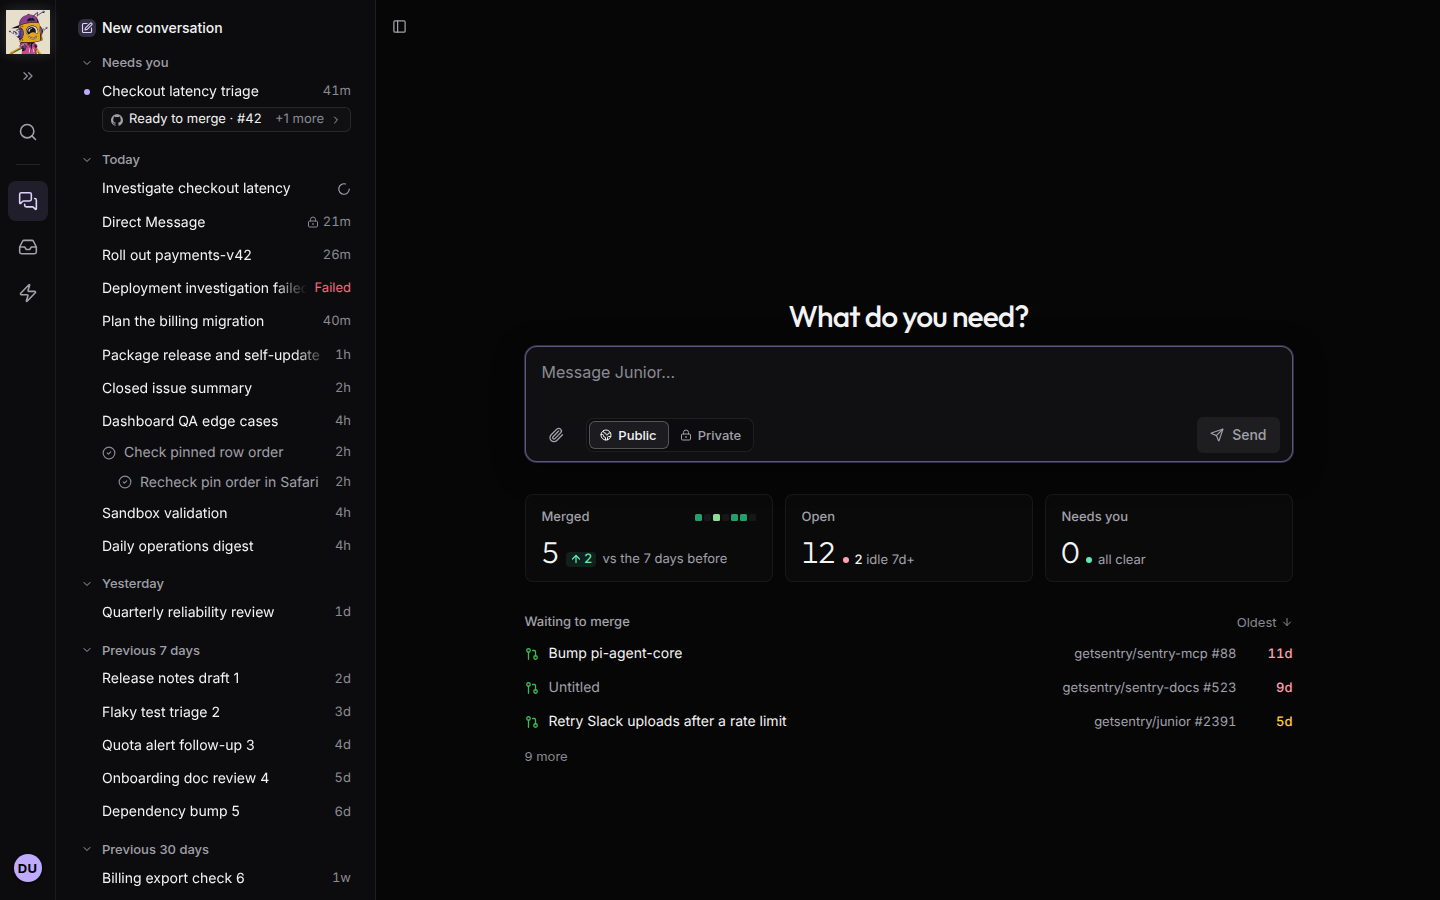 New conversation
Needs you
Checkout latency triage 41m
Ready to merge · #42 +1 more
Today
Investigate checkout latency
Direct Message 21m
Roll out payments-v42 26m
Deployment investigation failed Failed
Plan the billing migration 40m
Package release and self-update 1h
Closed issue summary 2h
Dashboard QA edge cases 4h
Check pinned row order 2h
Recheck pin order in Safari 2h
Sandbox validation 4h
Daily operations digest 4h
Yesterday
Quarterly reliability review 1d
Previous 7 days
Release notes draft 1 2d
Flaky test triage 2 3d
Quota alert follow-up 3 4d
Onboarding doc review 4 5d
Dependency bump 5 6d
Previous 30 days
Billing export check 6 1w
DU
What do you need?
Message Junior...
Public Private Send
Merged
5 2 vs the 7 days before
Open
12 2 idle 7d+
Needs you
0 all clear
Waiting to merge Oldest ↓
Bump pi-agent-core getsentry/sentry-mcp #88 11d
Untitled getsentry/sentry-docs #523 9d
Retry Slack uploads after a rate limit getsentry/junior #2391 5d
9 more